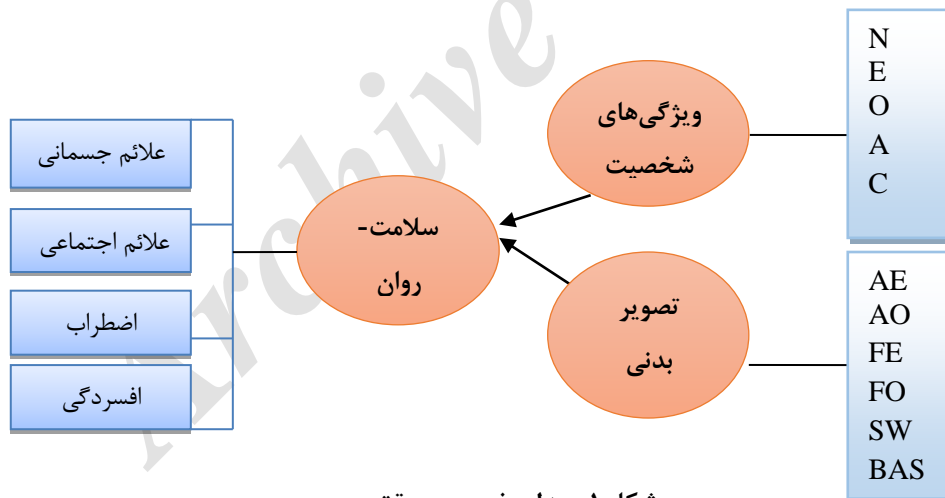 N
E
O
A
C
ویژگی‌های
شخصیت
علائم جسمانی
علائم اجتماعی
اضطراب
افسردگی
سلامت-
روان
تصویر
بدنی
AE
AO
FE
FO
SW
BAS
Archive